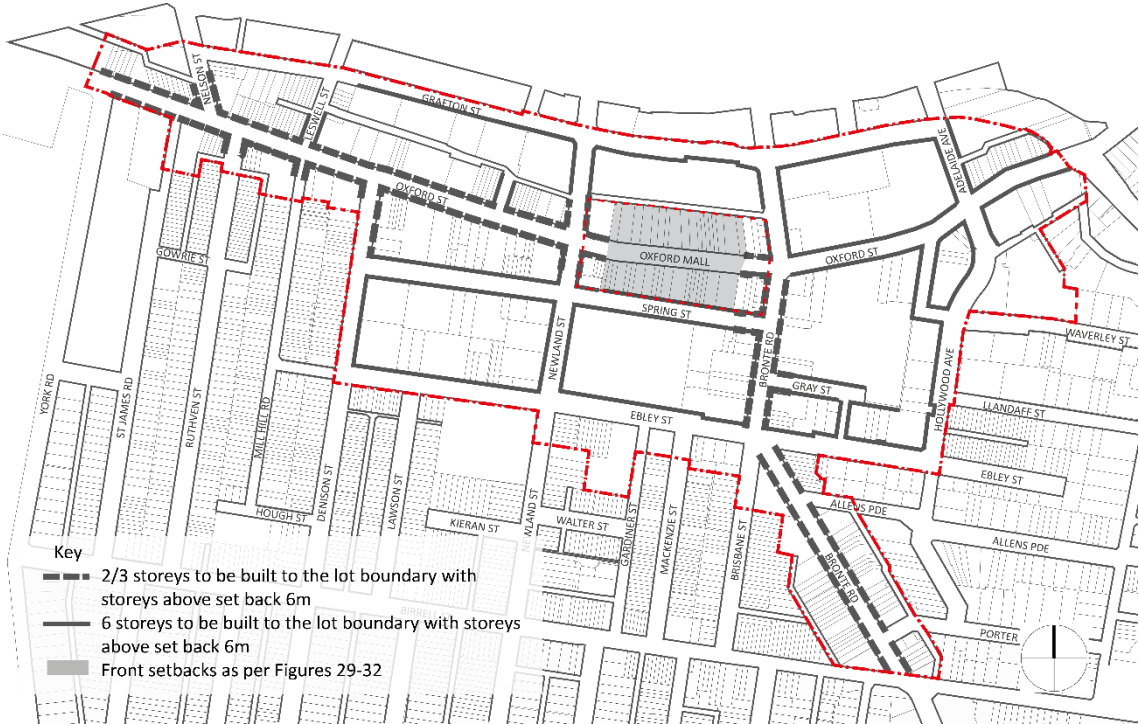 NELSON ST
LESWELL ST
GRAFTON ST
ADELAIDE AVE
OXFORD ST
OXFORD MALL
OXFORD ST
GOWRIE ST
SPRING ST
WAVERLEY ST
NEWLAND ST
BRONTE RD
GRAY ST
HOLLYWOOD AVE
YORK RD
ST JAMES RD
RUTHVEN ST
MILL HILL RD
LLANDAFF ST
EBLEY ST
EBLEY ST
DENISON ST
LAWSON ST
ALLENS PDE
HOUGH ST
KIERAN ST
NEWLAND ST
WALTER ST
GARDINER ST
MACKENZIE ST
BRISBANE ST
ALLENS PDE
BRONTE RD
PORTER
Key
2/3 storeys to be built to the lot boundary with
storeys above set back 6m
BIRRELL
6 storeys to be built to the lot boundary with storeys
above set back 6m
Front setbacks as per Figures 29-32